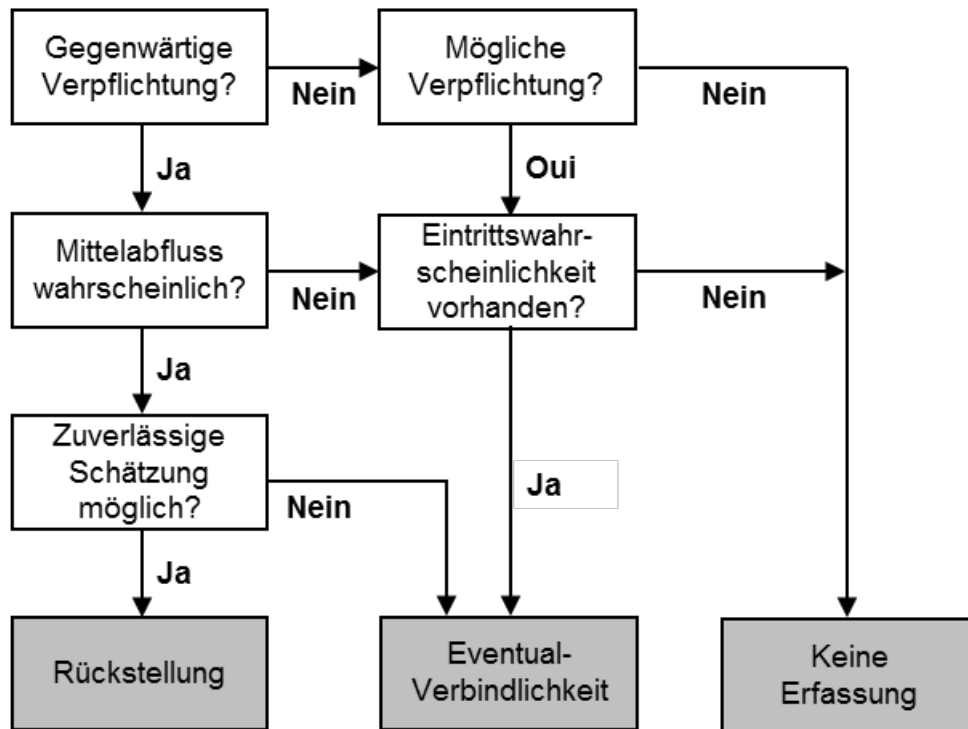 Gegenwärtige
Verpflichtung?
Nein
Mögliche
Verpflichtung?
Nein
Ja
Oui
Mittelabfluss
wahrscheinlich?
Nein
Eintrittswahr-
scheinlichkeit
vorhanden?
Nein
Ja
Zuverlässige
Schätzung
möglich?
Nein
Ja
Ja
Rückstellung
Eventual-
Verbindlichkeit
Keine
Erfassung